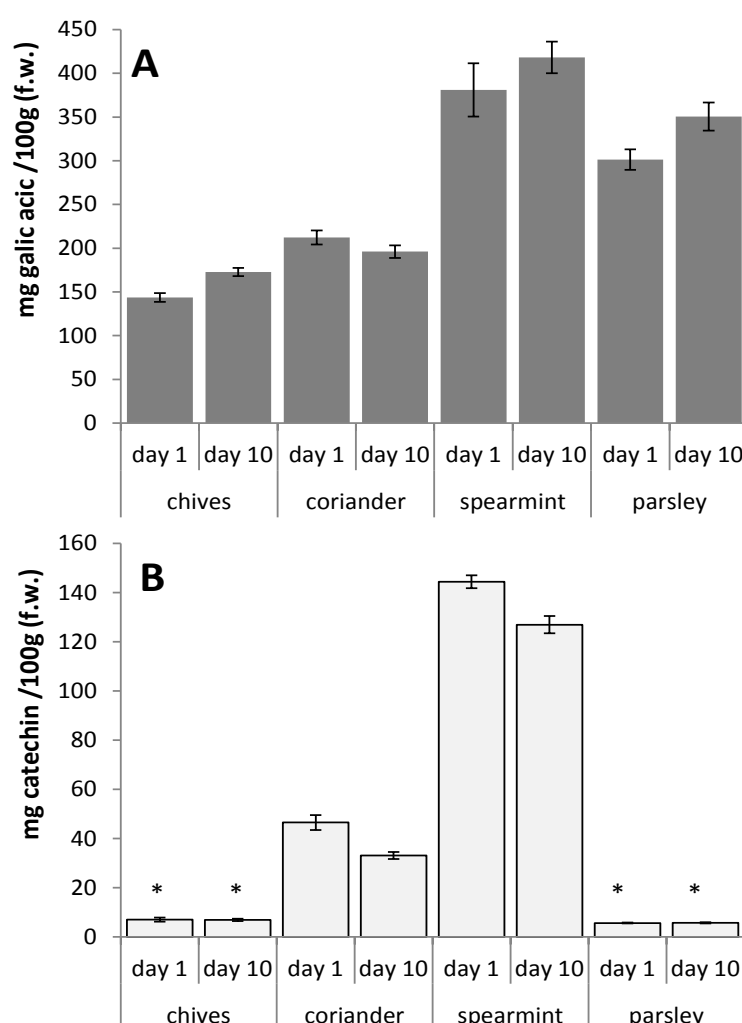 A
mg galic acic /100g (f.w.)
450
400
350
300
250
200
150
100
50
0
day 1 day 10 day 1 day 10 day 1 day 10 day 1 day 10
chives coriander spearmint parsley
B
mg catechin /100g (f.w.)
160
140
120
100
80
60
40
20
0
* * * *
day 1 day 10 day 1 day 10 day 1 day 10 day 1 day 10
chives coriander spearmint parsley